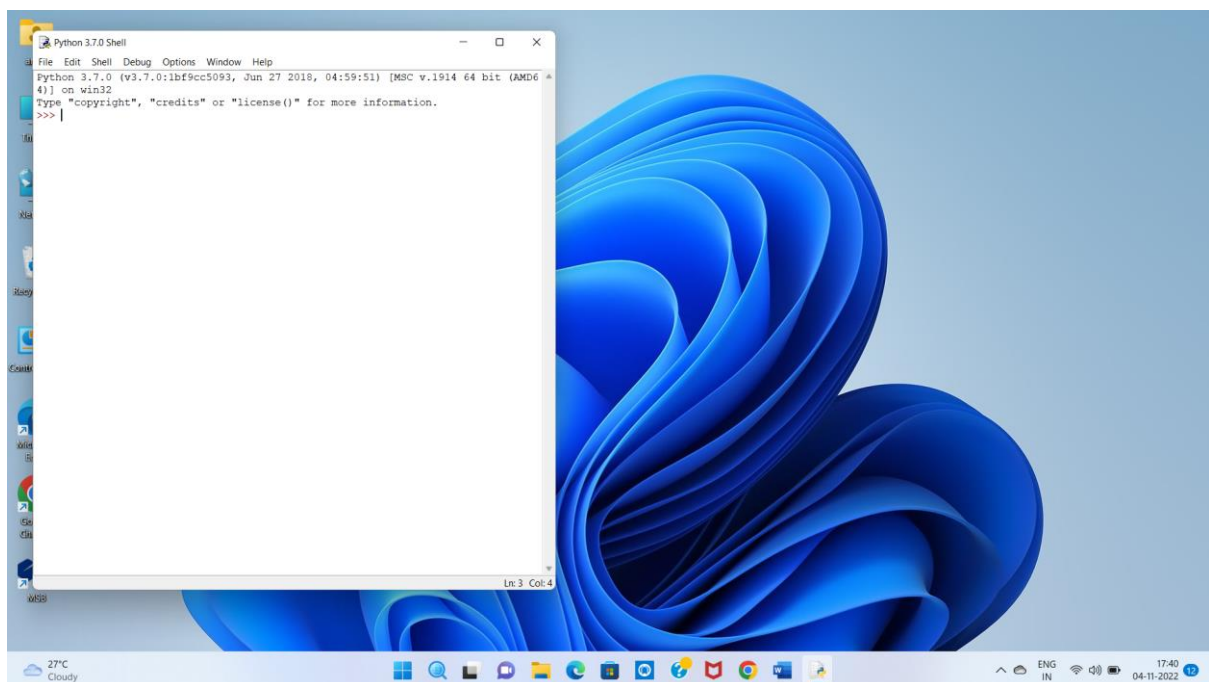 Python 3.7.0 Shell
File Edit Shell Debug Options Window Help
Python 3.7.0 (v3.7.0:1bf9cc5093, Jun 27 2018, 04:59:51) [MSC v.1914 64 bit (AMD6
4)] on win32
Type "copyright", "credits" or "license()" for more information.
>>>
Ln: 3 Col: 4
MSB
27°C
Cloudy
ENG
IN
17:40
04-11-2022
12